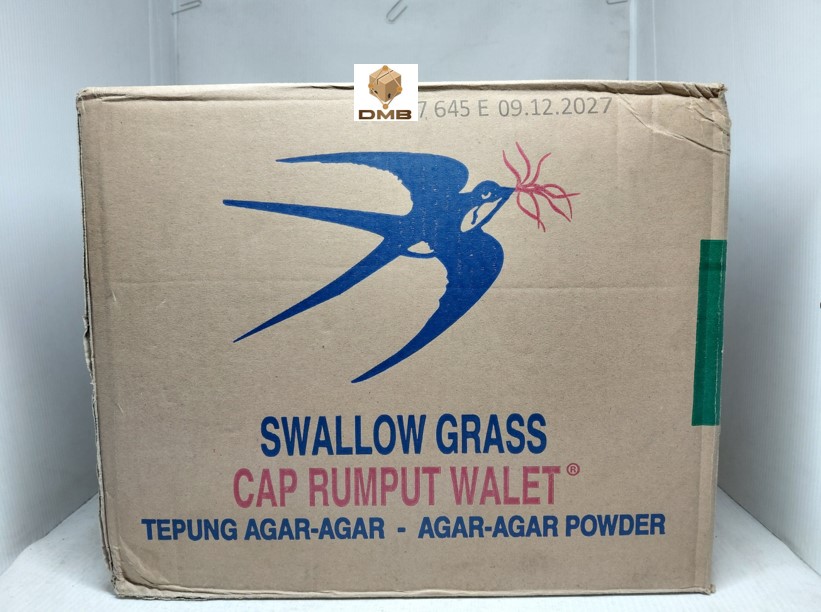 DMB
7 645 E 09.12.2027
SWALLOW GRASS
CAP RUMPUT WALET®
TEPUNG AGAR-AGAR - AGAR-AGAR POWDER